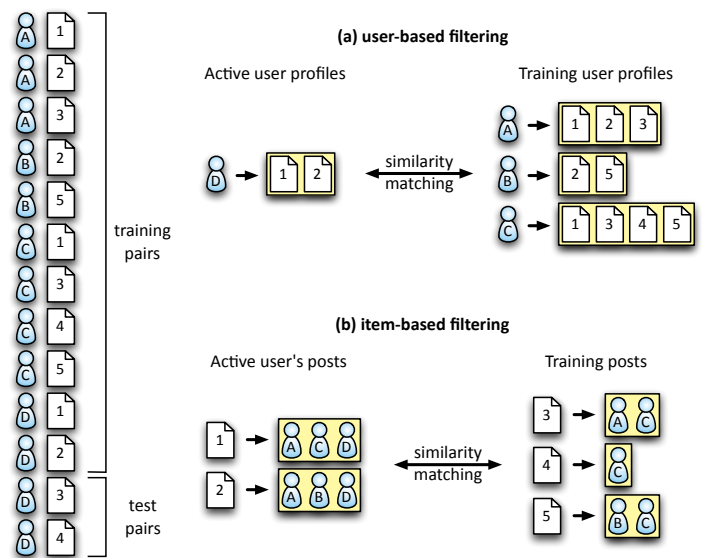 A 1
A 2
A 3
B 2
B 5
C 1
C 3
C 4
C 5
D 1
D 2
D 3
D 4
training
pairs
test
pairs
(a) user-based filtering
Active user profiles
Training user profiles
D 1 2
similarity
matching
A 1 2 3
B 2 5
C 1 3 4 5
(b) item-based filtering
Active user's posts
Training posts
1 A C D
2 A B D
similarity
matching
3 A C
4 C
5 B C